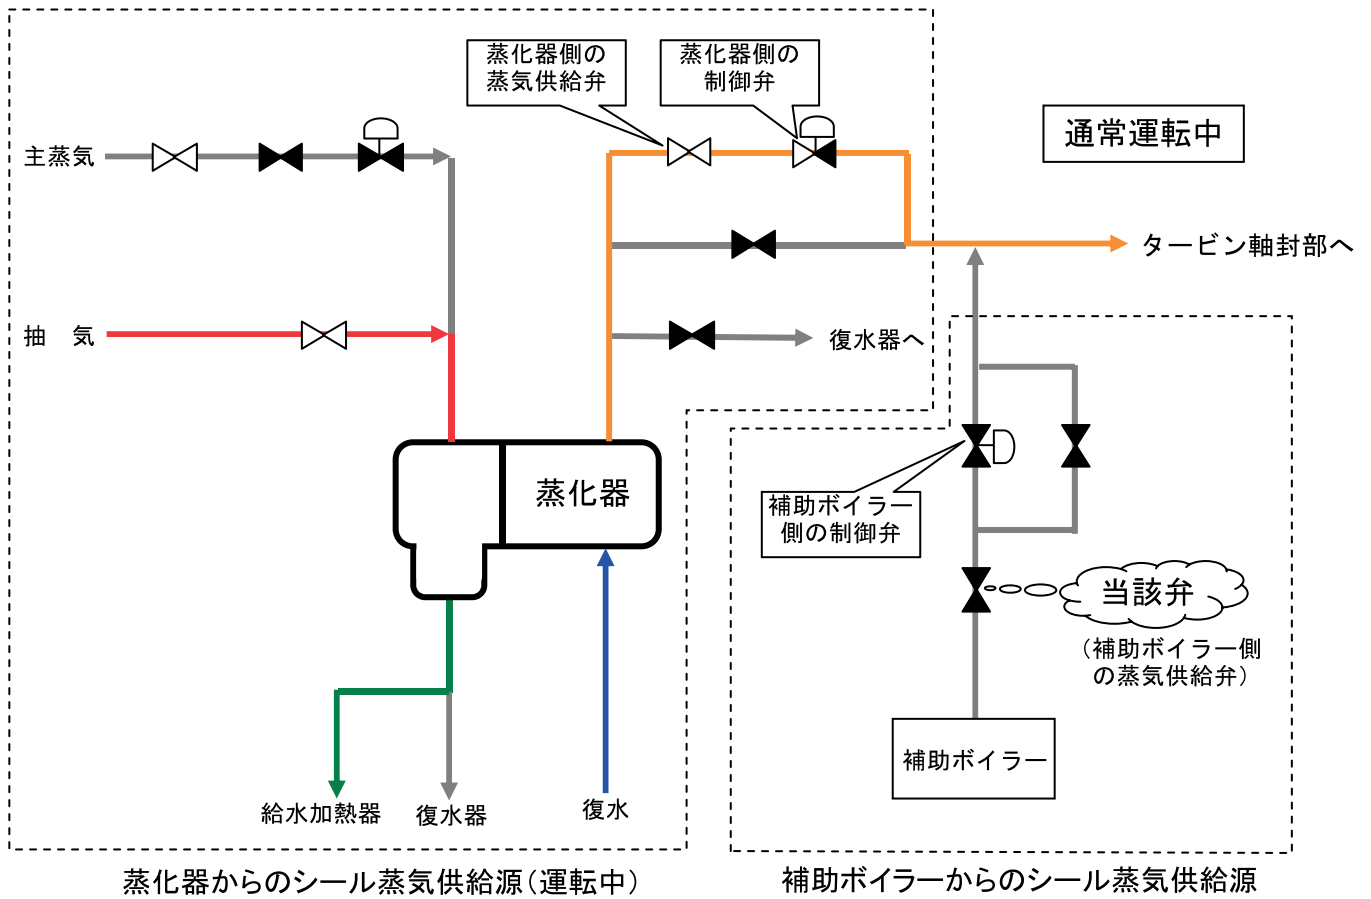 蒸化器側の
蒸気供給弁
蒸化器側の
制御弁
通常運転中
主蒸気
タービン軸封部へ
抽　気
復水器へ
蒸化器
補助ボイラー
側の制御弁
当該弁
（補助ボイラー側
の蒸気供給弁）
補助ボイラー
給水加熱器
復水器
復水
蒸化器からのシール蒸気供給源（運転中）
補助ボイラーからのシール蒸気供給源